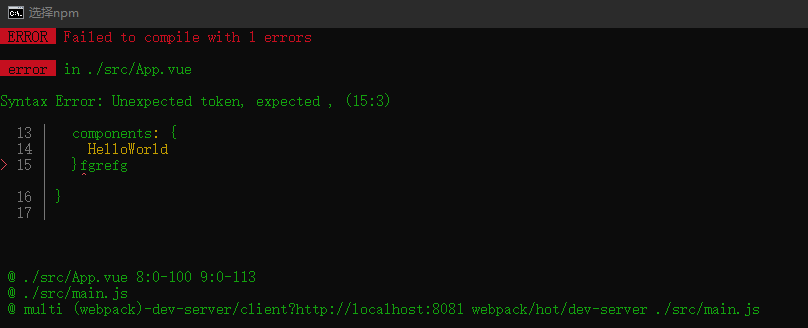 选择npm
ERROR Failed to compile with 1 errors
error in ./src/App.vue
Syntax Error: Unexpected token, expected , (15:3)
13 | components: {
14 | HelloWorld
> 15 | }fgrefg
| ^
16 | }
17 |
@ ./src/App.vue 8:0-100 9:0-113
@ ./src/main.js
@ multi (webpack)-dev-server/client?http://localhost:8081 webpack/hot/dev-server ./src/main.js